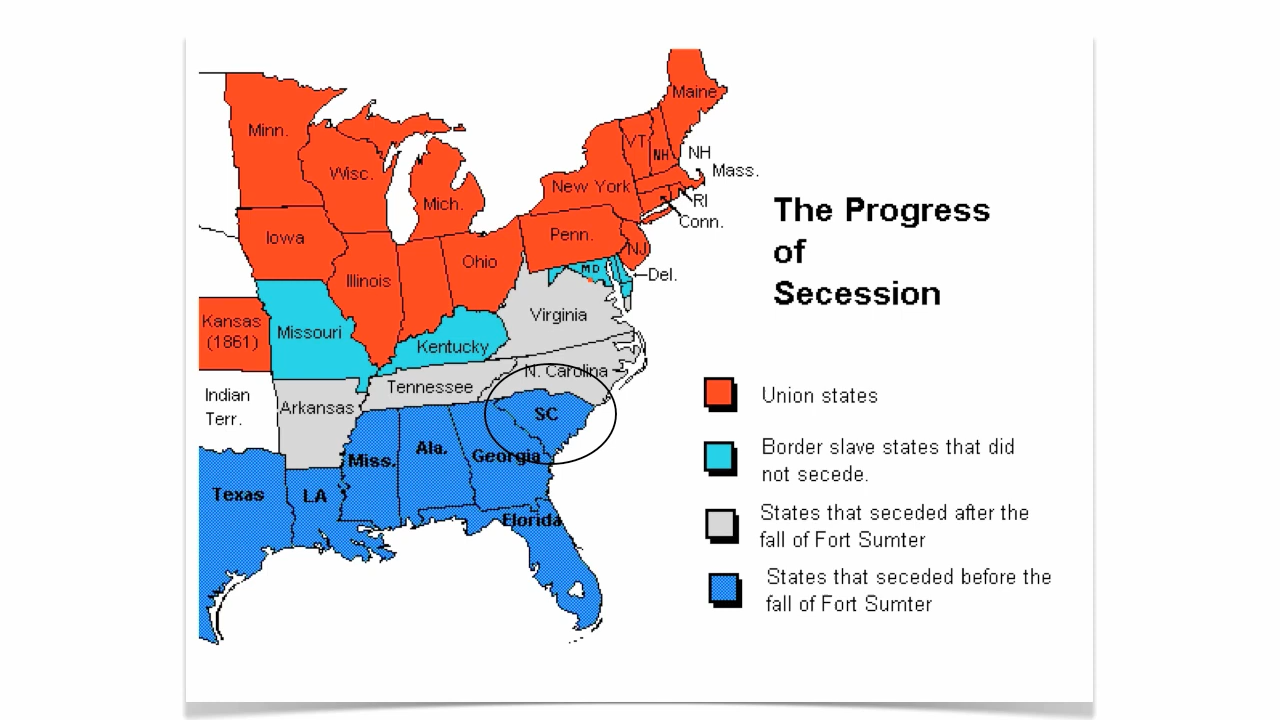 Maine
Minn.
VT
NH
NH
Mass.
Wisc.
New York
Mich.
RI
Conn.
The Progress
of
Secession
Iowa
Penn.
NJ
Ohio
MD
Del.
Illinois
Virginia
Kansas
(1861)
Missouri
Kentucky
N. Carolina
Tennessee
Indian
Terr.
Arkansas
SC
Ala.
Georgia
Miss.
Texas
LA
Florida
Union states
Border slave states that did
not secede.
States that seceded after the
fall of Fort Sumter
States that seceded before the
fall of Fort Sumter